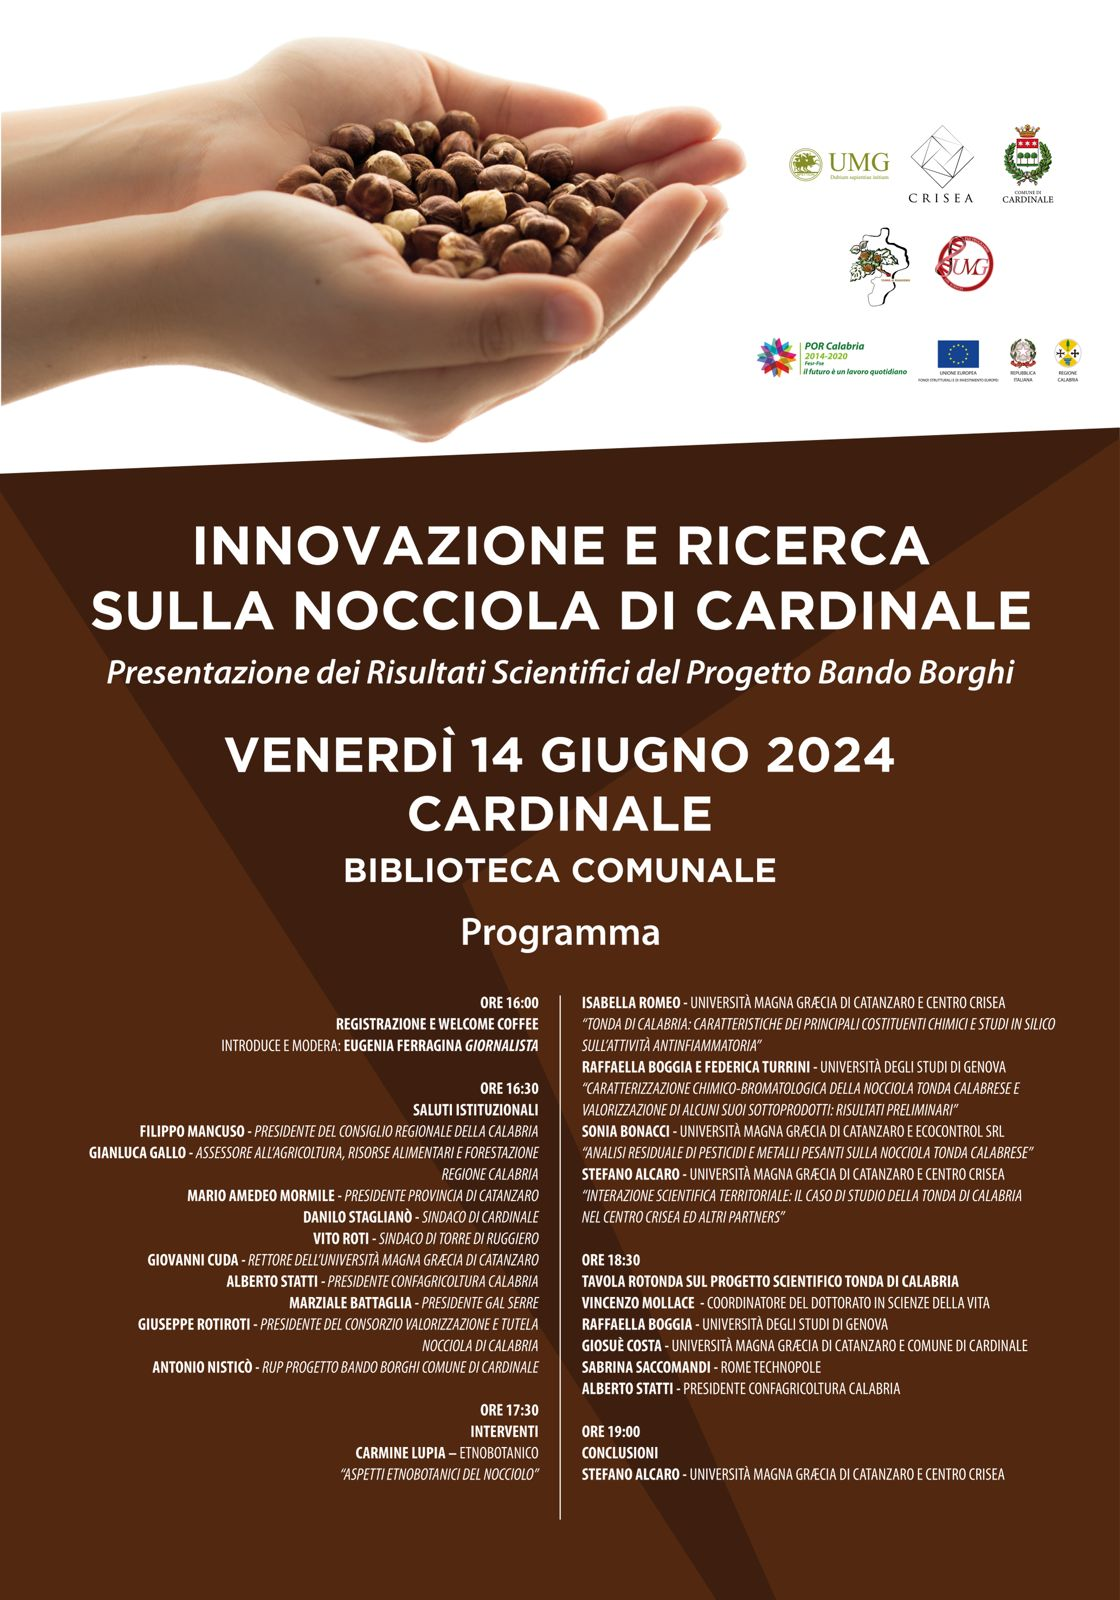 UMG
Dubium sapientiae initium
CRISEA
COMUNE DI
CARDINALE
UMG
POR Calabria
2014-2020
Fesr-Fse
il futuro è un lavoro quotidiano
UNIONE EUROPEA
FONDI STRUTTURALI E DI INVESTIMENTO EUROPEI
REPUBBLICA
ITALIANA
REGIONE
CALABRIA
INNOVAZIONE E RICERCA
SULLA NOCCIOLA DI CARDINALE
Presentazione dei Risultati Scientifici del Progetto Bando Borghi
VENERDÌ 14 GIUGNO 2024
CARDINALE
BIBLIOTECA COMUNALE
Programma
ORE 16:00
REGISTRAZIONE E WELCOME COFFEE
INTRODUCE E MODERA: EUGENIA FERRAGINA GIORNALISTA
ORE 16:30
SALUTI ISTITUZIONALI
FILIPPO MANCUSO - PRESIDENTE DEL CONSIGLIO REGIONALE DELLA CALABRIA
GIANLUCA GALLO - ASSESSORE ALL'AGRICOLTURA, RISORSE ALIMENTARI E FORESTAZIONE
REGIONE CALABRIA
MARIO AMEDEO MORMILE - PRESIDENTE PROVINCIA DI CATANZARO
DANILO STAGLIANÒ - SINDACO DI CARDINALE
VITO ROTI - SINDACO DI TORRE DI RUGGIERO
GIOVANNI CUDA - RETTORE DELL'UNIVERSITÀ MAGNA GRÆCIA DI CATANZARO
ALBERTO STATTI - PRESIDENTE CONFAGRICOLTURA CALABRIA
MARZIALE BATTAGLIA - PRESIDENTE GAL SERRE
GIUSEPPE ROTIROTI - PRESIDENTE DEL CONSORZIO VALORIZZAZIONE E TUTELA
NOCCIOLA DI CALABRIA
ANTONIO NISTICÒ - RUP PROGETTO BANDO BORGHI COMUNE DI CARDINALE
ORE 17:30
INTERVENTI
CARMINE LUPIA – ETNOBOTANICO
"ASPETTI ETNOBOTANICI DEL NOCCIOLO"
ISABELLA ROMEO - UNIVERSITÀ MAGNA GRÆCIA DI CATANZARO E CENTRO CRISEA
"TONDA DI CALABRIA: CARATTERISTICHE DEI PRINCIPALI COSTITUENTI CHIMICI E STUDI IN SILICO
SULL'ATTIVITÀ ANTINFIAMMATORIA"
RAFFAELLA BOGGIA E FEDERICA TURRINI - UNIVERSITÀ DEGLI STUDI DI GENOVA
"CARATTERIZZAZIONE CHIMICO-BROMATOLOGICA DELLA NOCCIOLA TONDA CALABRESE E
VALORIZZAZIONE DI ALCUNI SUOI SOTTOPRODOTTI: RISULTATI PRELIMINARI"
SONIA BONACCI - UNIVERSITÀ MAGNA GRÆCIA DI CATANZARO E ECOCONTROL SRL
"ANALISI RESIDUALE DI PESTICIDI E METALLI PESANTI SULLA NOCCIOLA TONDA CALABRESE"
STEFANO ALCARO - UNIVERSITÀ MAGNA GRÆCIA DI CATANZARO E CENTRO CRISEA
"INTERAZIONE SCIENTIFICA TERRITORIALE: IL CASO DI STUDIO DELLA TONDA DI CALABRIA
NEL CENTRO CRISEA ED ALTRI PARTNERS"
ORE 18:30
TAVOLA ROTONDA SUL PROGETTO SCIENTIFICO TONDA DI CALABRIA
VINCENZO MOLLACE - COORDINATORE DEL DOTTORATO IN SCIENZE DELLA VITA
RAFFAELLA BOGGIA - UNIVERSITÀ DEGLI STUDI DI GENOVA
GIOSUÈ COSTA - UNIVERSITÀ MAGNA GRÆCIA DI CATANZARO E COMUNE DI CARDINALE
SABRINA SACCOMANDI - ROME TECHNOPOLE
ALBERTO STATTI - PRESIDENTE CONFAGRICOLTURA CALABRIA
ORE 19:00
CONCLUSIONI
STEFANO ALCARO - UNIVERSITÀ MAGNA GRÆCIA DI CATANZARO E CENTRO CRISEA